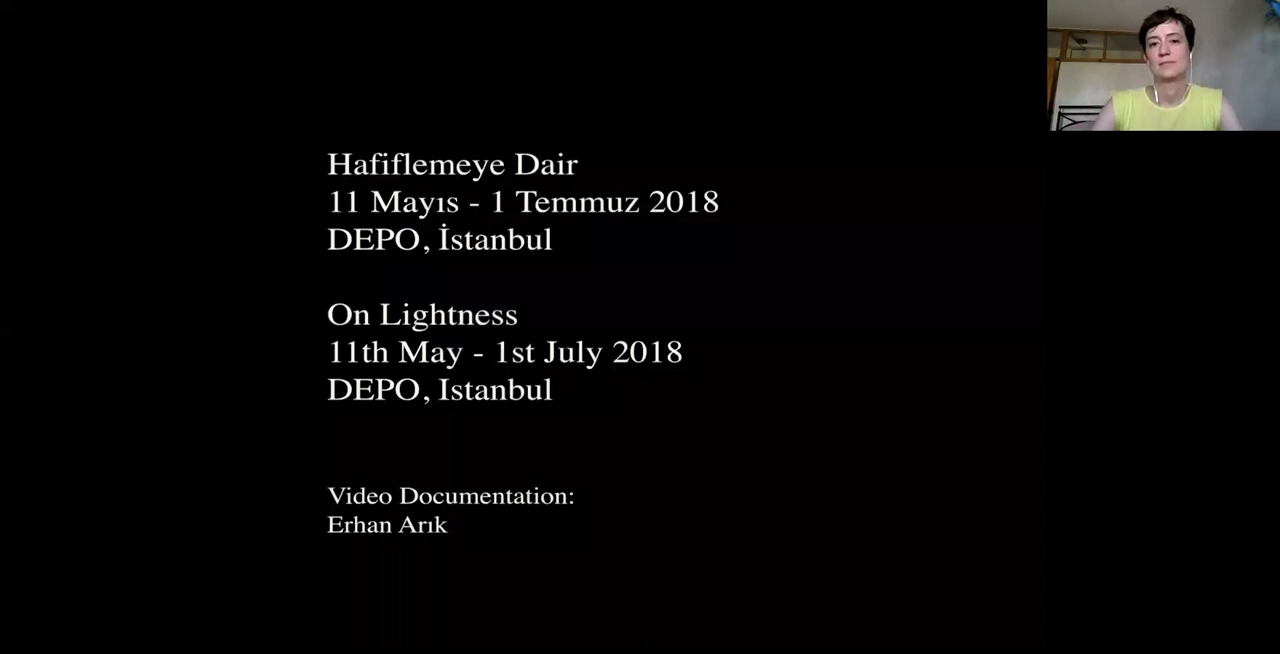 Hafiflemeye Dair
11 Mayıs - 1 Temmuz 2018
DEPO, İstanbul
On Lightness
11th May - 1st July 2018
DEPO, Istanbul
Video Documentation:
Erhan Arık